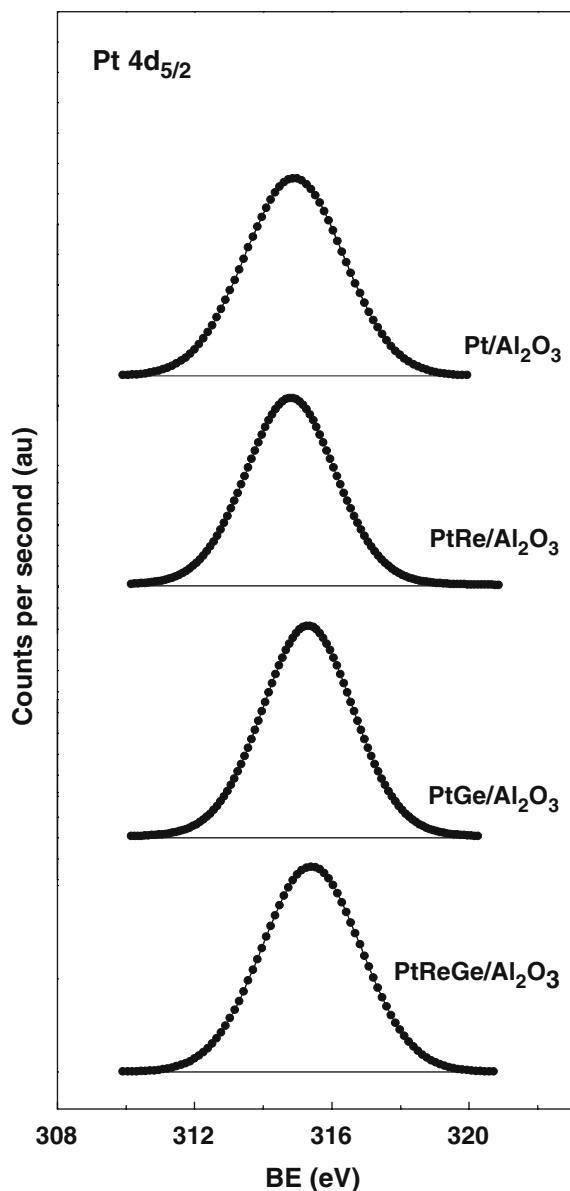 Pt 4d5/2
Pt/Al2O3
PtRe/Al2O3
PtGe/Al2O3
PtReGe/Al2O3
Counts per second (au)
308 312 316 320
BE (eV)